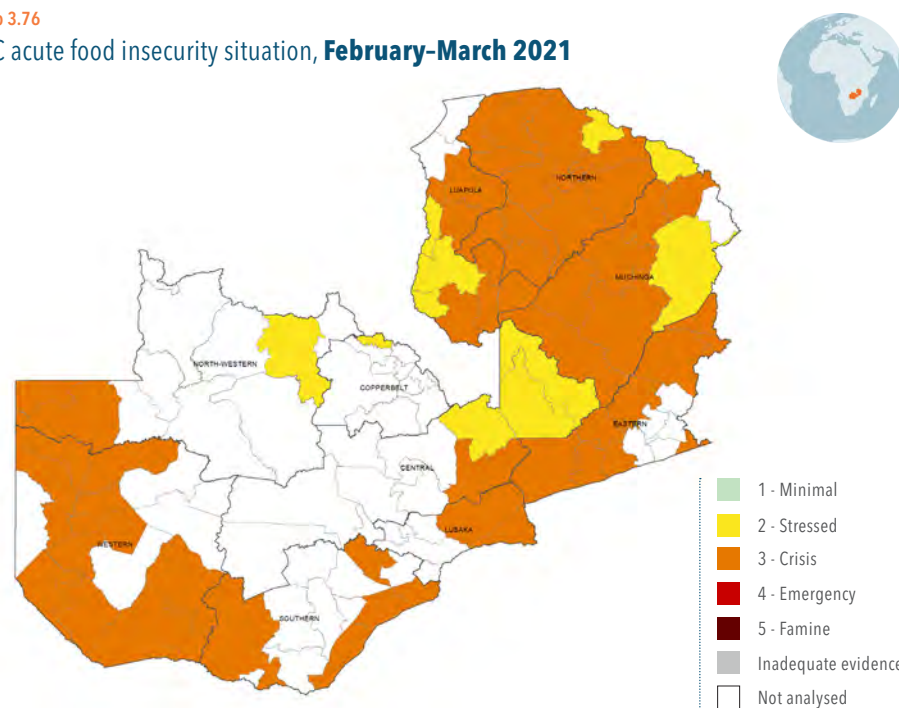 3.76
acute food insecurity situation, February–March 2021
LUAPULA
NORTHERN
MUCHINGA
NORTH-WESTERN
COPPERBELT
EASTERN
CENTRAL
LUSAKA
WESTERN
SOUTHERN
1 - Minimal
2 - Stressed
3 - Crisis
4 - Emergency
5 - Famine
Inadequate evidence
Not analysed